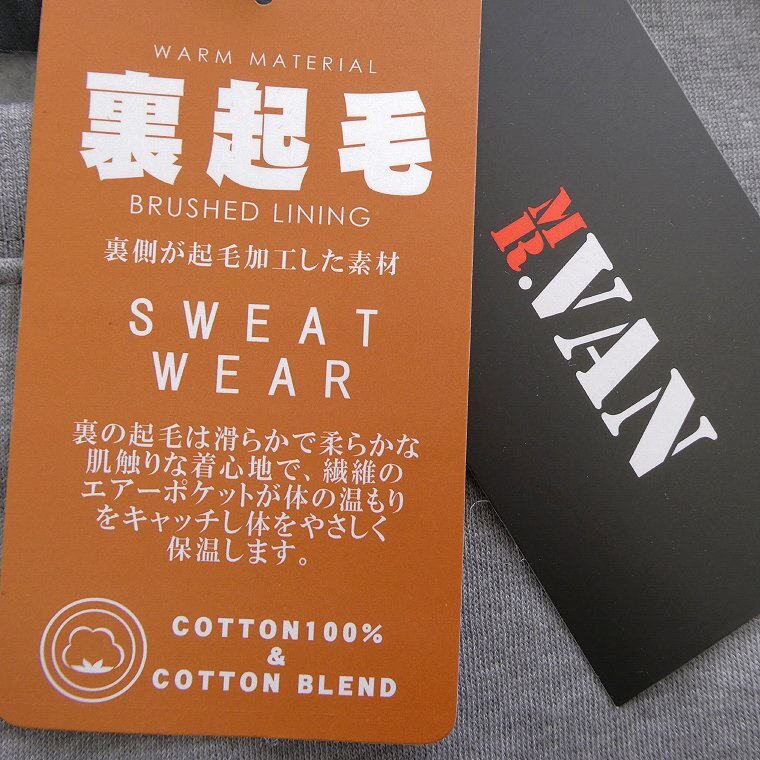 WARM MATERIAL
裏起毛
BRUSHED LINING
裏側が起毛加工した素材
SWEAT
WEAR
裏の起毛は滑らかで柔らかな
肌触りな着心地で、繊維の
エアーポケットが体の温もり
をキャッチし体をやさしく
保温します。
COTTON100%
&
COTTON BLEND
MR.VAN